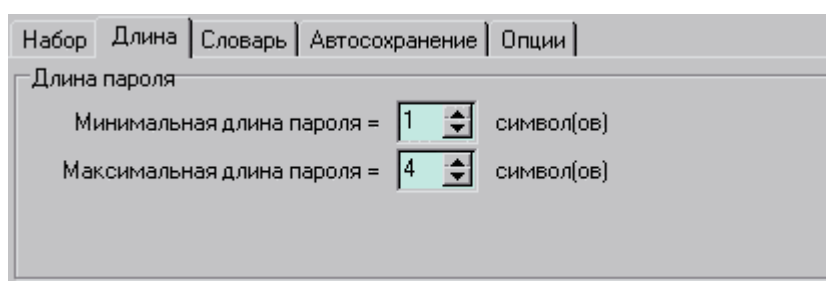 Набор Длина Словарь Автосохранение Опции
Длина пароля
Минимальная длина пароля = 1 символ(ов)
Максимальная длина пароля = 4 символ(ов)